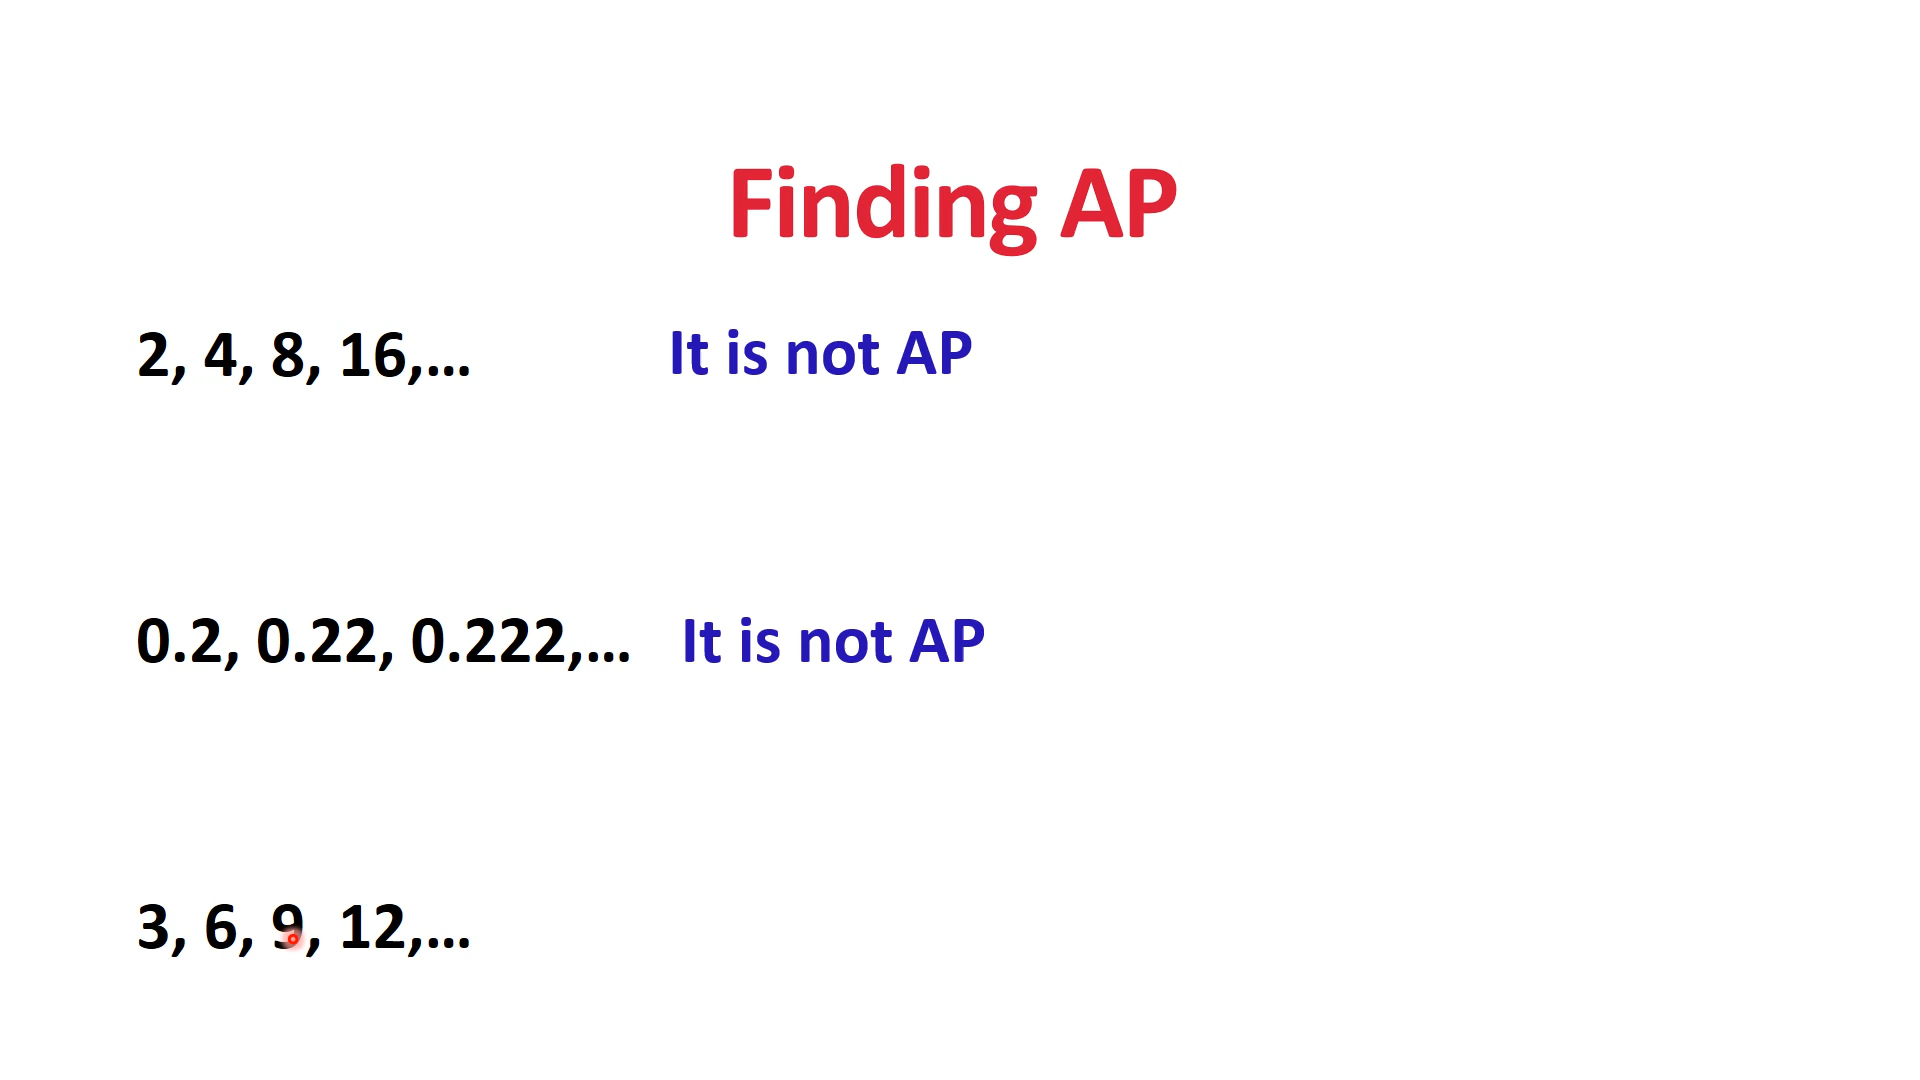 Finding AP
2, 4, 8, 16,... It is not AP
0.2, 0.22, 0.222,... It is not AP
3, 6, 9, 12,...